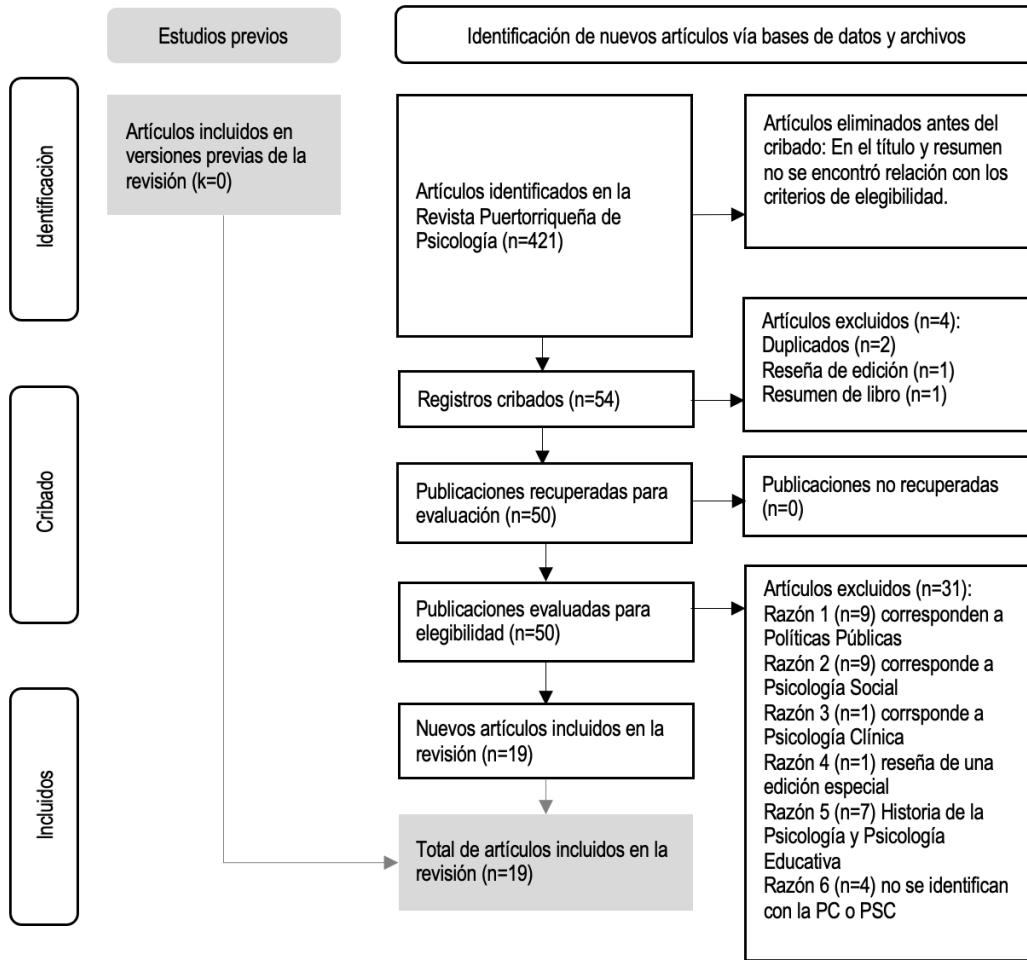 Estudios previos
Identificación de nuevos artículos vía bases de datos y archivos
Identificaciòn
Artículos incluidos en
versiones previas de la
revisión (k=0)
Artículos identificados en la
Revista Puertorriqueña de
Psicología (n=421)
Artículos eliminados antes del
cribado: En el título y resumen
no se encontró relación con los
criterios de elegibilidad.
Cribado
Registros cribados (n=54)
Artículos excluidos (n=4):
Duplicados (n=2)
Reseña de edición (n=1)
Resumen de libro (n=1)
Publicaciones recuperadas para
evaluación (n=50)
Publicaciones no recuperadas
(n=0)
Publicaciones evaluadas para
elegibilidad (n=50)
Artículos excluidos (n=31):
Razón 1 (n=9) corresponden a
Políticas Públicas
Razón 2 (n=9) corresponde a
Psicología Social
Razón 3 (n=1) corrsponde a
Psicología Clínica
Razón 4 (n=1) reseña de una
edición especial
Razón 5 (n=7) Historia de la
Psicología y Psicología
Educativa
Razón 6 (n=4) no se identifican
con la PC o PSC
Incluidos
Nuevos artículos incluidos en la
revisión (n=19)
Total de artículos incluidos en la
revisión (n=19)